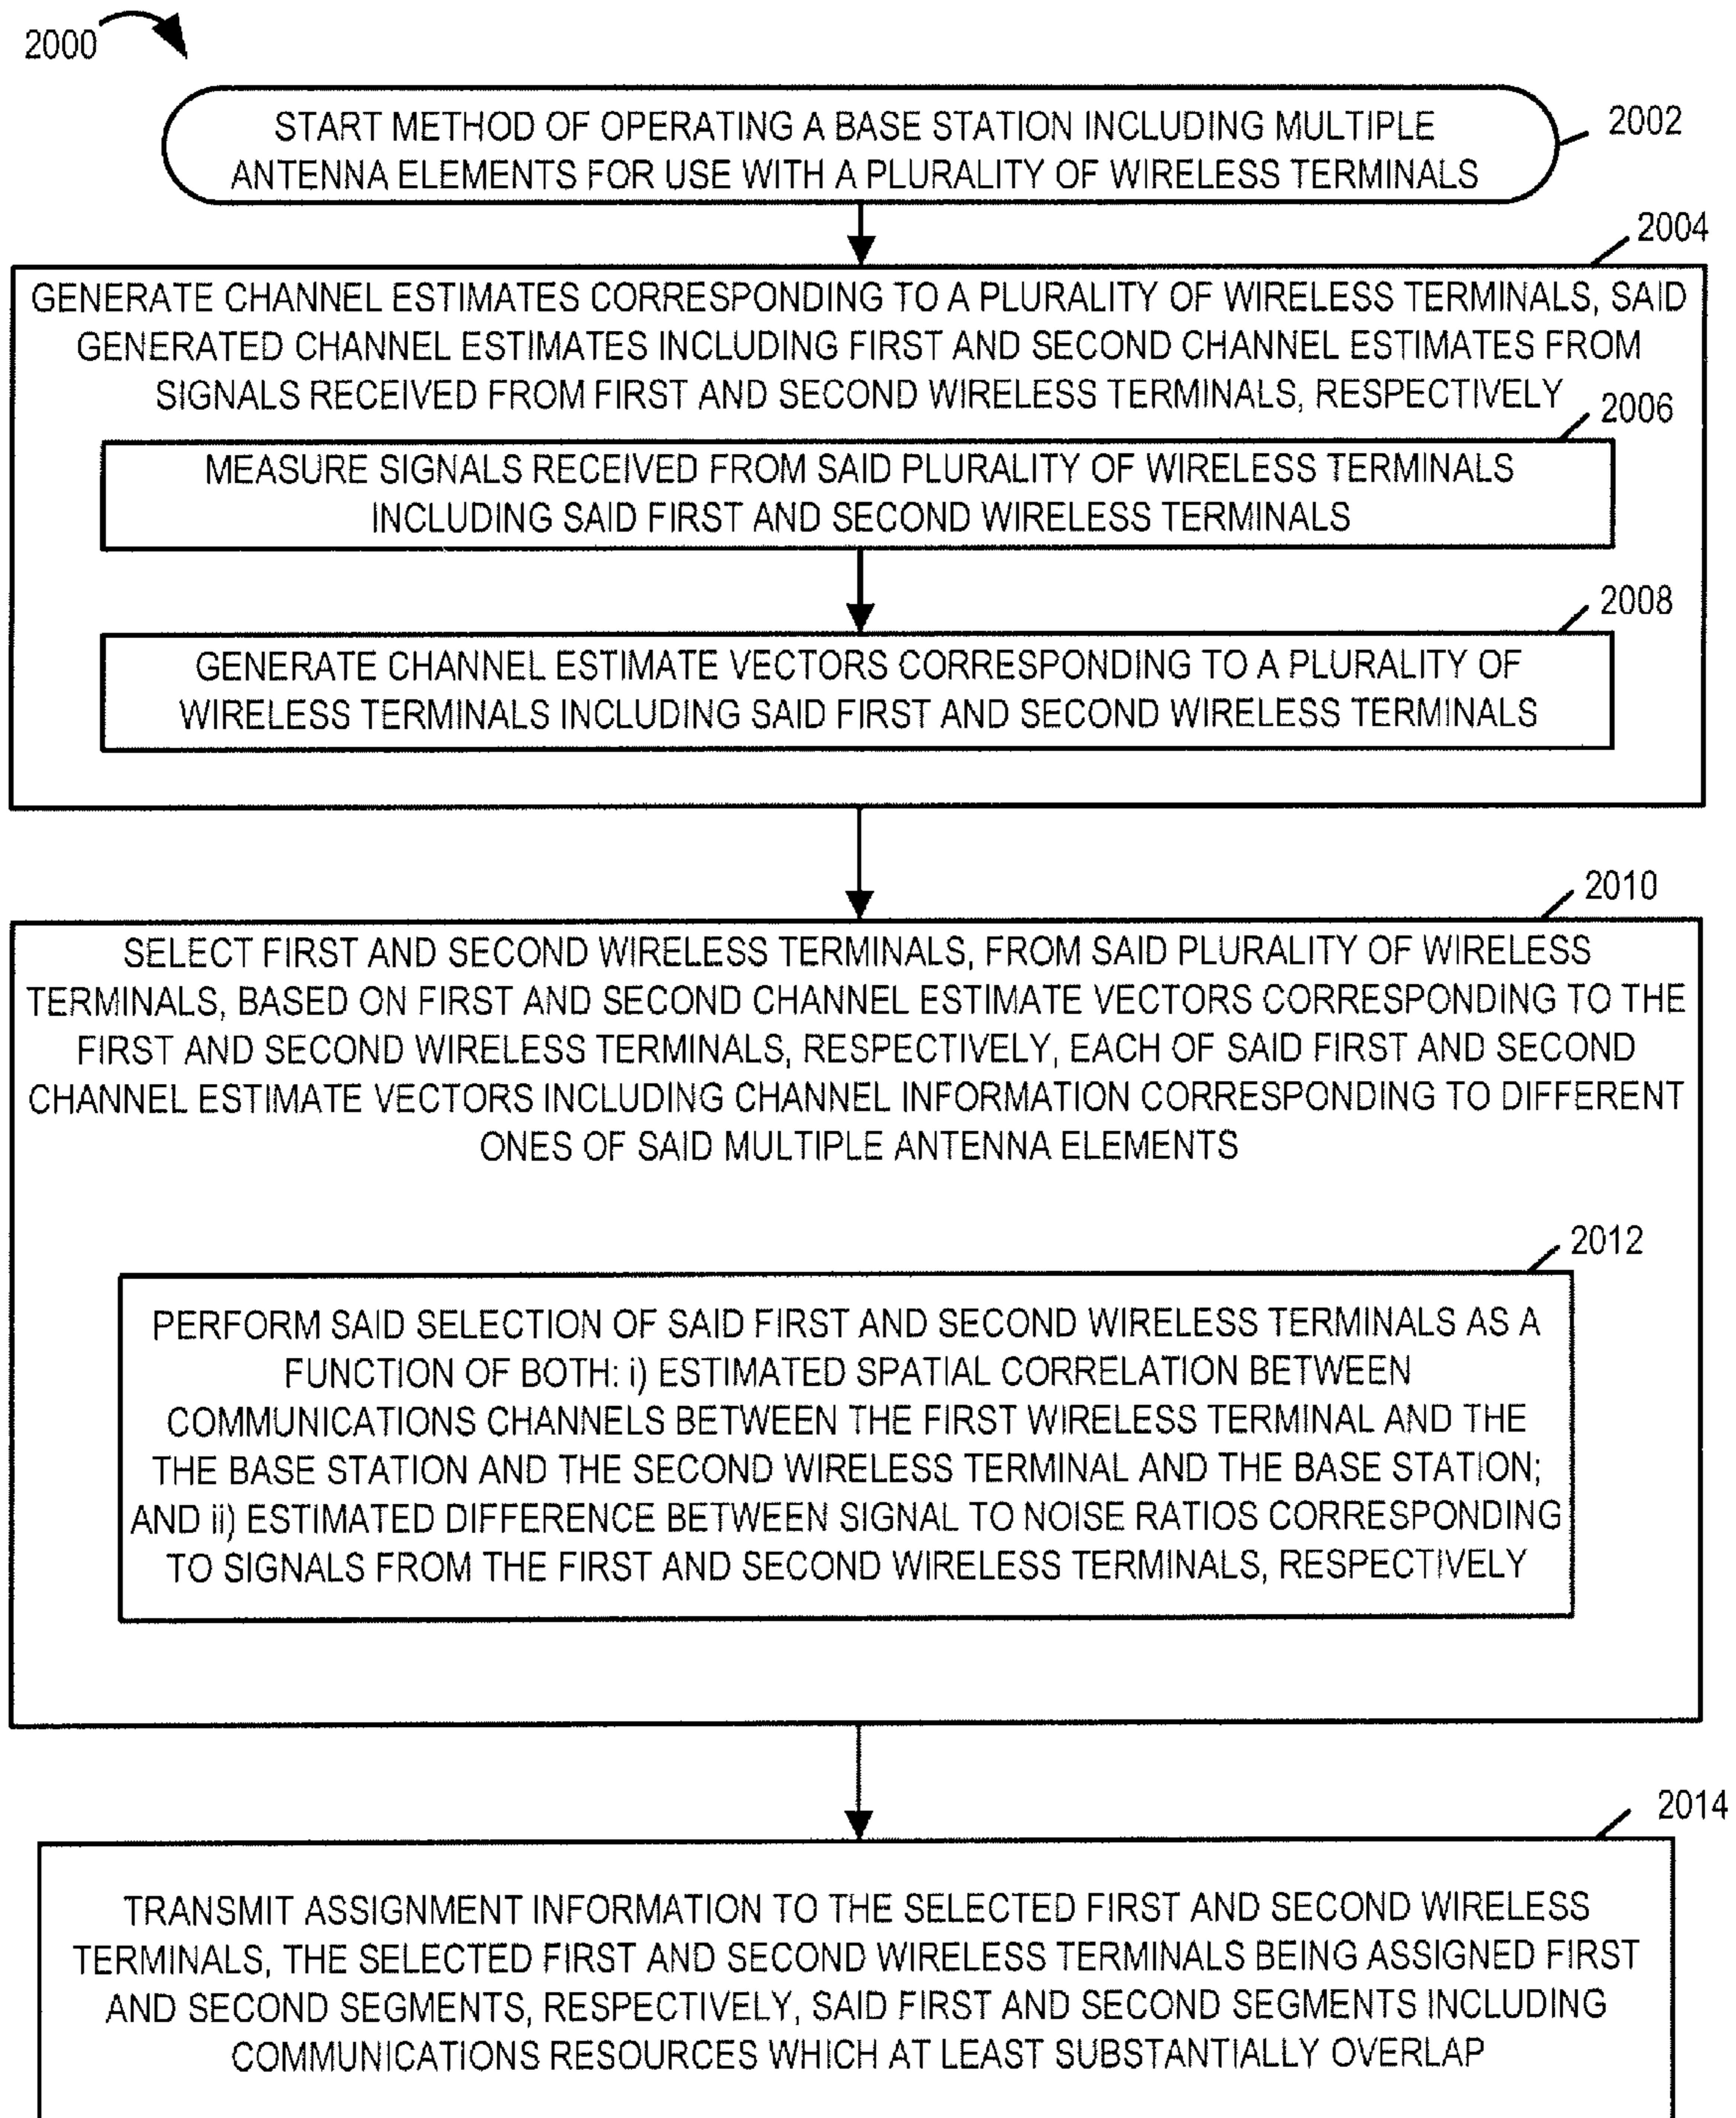 2000
START METHOD OF OPERATING A BASE STATION INCLUDING MULTIPLE
ANTENNA ELEMENTS FOR USE WITH A PLURALITY OF WIRELESS TERMINALS
2002
2004
GENERATE CHANNEL ESTIMATES CORRESPONDING TO A PLURALITY OF WIRELESS TERMINALS, SAID
GENERATED CHANNEL ESTIMATES INCLUDING FIRST AND SECOND CHANNEL ESTIMATES FROM
SIGNALS RECEIVED FROM FIRST AND SECOND WIRELESS TERMINALS, RESPECTIVELY
2006
MEASURE SIGNALS RECEIVED FROM SAID PLURALITY OF WIRELESS TERMINALS
INCLUDING SAID FIRST AND SECOND WIRELESS TERMINALS
2008
GENERATE CHANNEL ESTIMATE VECTORS CORRESPONDING TO A PLURALITY OF
WIRELESS TERMINALS INCLUDING SAID FIRST AND SECOND WIRELESS TERMINALS
2010
SELECT FIRST AND SECOND WIRELESS TERMINALS, FROM SAID PLURALITY OF WIRELESS
TERMINALS, BASED ON FIRST AND SECOND CHANNEL ESTIMATE VECTORS CORRESPONDING TO THE
FIRST AND SECOND WIRELESS TERMINALS, RESPECTIVELY, EACH OF SAID FIRST AND SECOND
CHANNEL ESTIMATE VECTORS INCLUDING CHANNEL INFORMATION CORRESPONDING TO DIFFERENT
ONES OF SAID MULTIPLE ANTENNA ELEMENTS
2012
PERFORM SAID SELECTION OF SAID FIRST AND SECOND WIRELESS TERMINALS AS A
FUNCTION OF BOTH: i) ESTIMATED SPATIAL CORRELATION BETWEEN
COMMUNICATIONS CHANNELS BETWEEN THE FIRST WIRELESS TERMINAL AND THE
THE BASE STATION AND THE SECOND WIRELESS TERMINAL AND THE BASE STATION;
AND ii) ESTIMATED DIFFERENCE BETWEEN SIGNAL TO NOISE RATIOS CORRESPONDING
TO SIGNALS FROM THE FIRST AND SECOND WIRELESS TERMINALS, RESPECTIVELY
2014
TRANSMIT ASSIGNMENT INFORMATION TO THE SELECTED FIRST AND SECOND WIRELESS
TERMINALS, THE SELECTED FIRST AND SECOND WIRELESS TERMINALS BEING ASSIGNED FIRST
AND SECOND SEGMENTS, RESPECTIVELY, SAID FIRST AND SECOND SEGMENTS INCLUDING
COMMUNICATIONS RESOURCES WHICH AT LEAST SUBSTANTIALLY OVERLAP